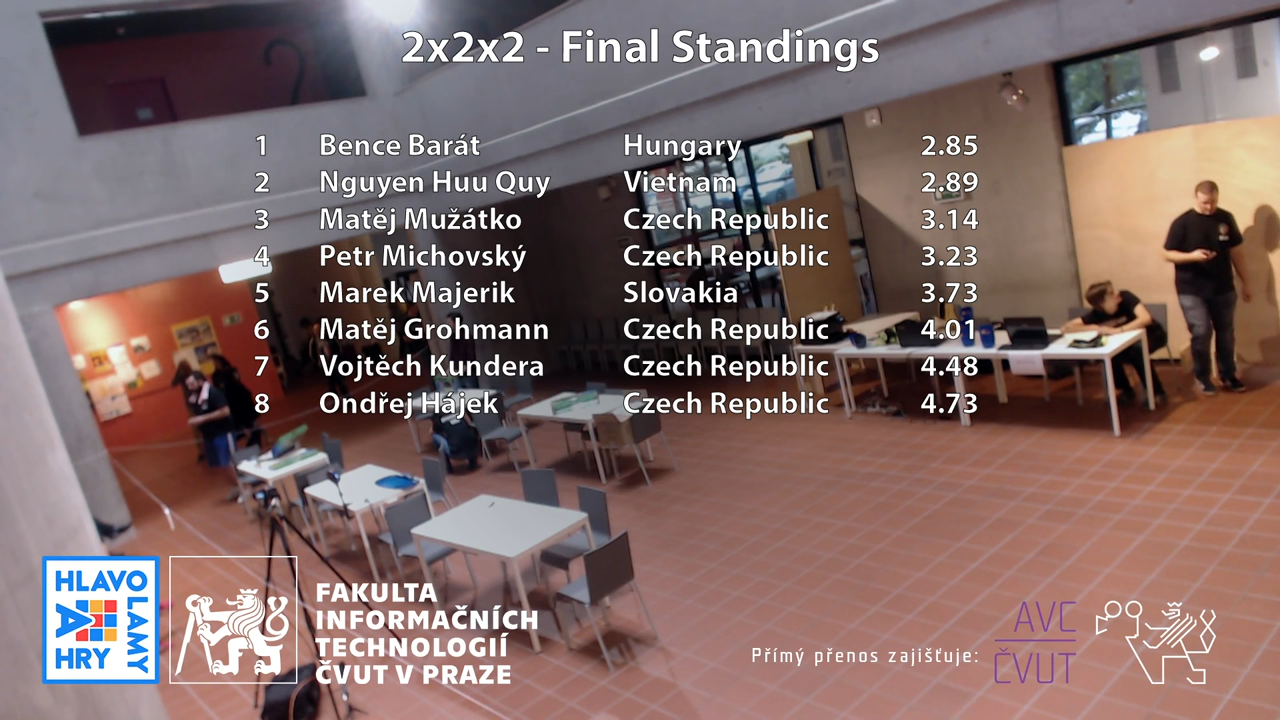 2x2x2 - Final Standings
1 Bence Barát Hungary 2.85
2 Nguyen Huu Quy Vietnam 2.89
3 Matěj Mužátko Czech Republic 3.14
4 Petr Michovský Czech Republic 3.23
5 Marek Majerik Slovakia 3.73
6 Matěj Grohmann Czech Republic 4.01
7 Vojtěch Kundera Czech Republic 4.48
8 Ondřej Hájek Czech Republic 4.73
HLAVOLAMY
A
HRY
FAKULTA
INFORMAČNÍCH
TECHNOLOGIÍ
ČVUT V PRAZE
Přímý přenos zajišťuje:
AVC
ČVUT